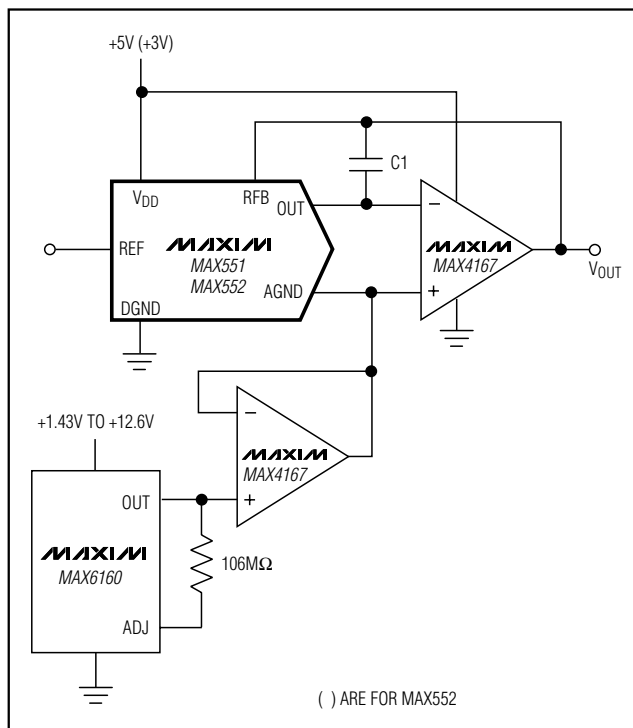 +5V (+3V)
VDD
RFB
OUT
C1
REF
MAXIM
MAX551
MAX552
AGND
DGND
−
MAXIM
MAX4167
+
VOUT
+1.43V TO +12.6V
−
MAXIM
MAX4167
+
OUT
MAXIM
MAX6160
106MΩ
ADJ
( ) ARE FOR MAX552